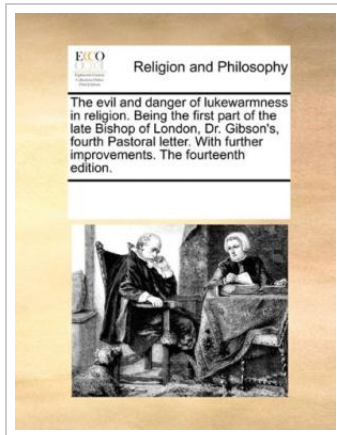 ECCO
Religion and Philosophy
The evil and danger of lukewarmness
in religion. Being the first part of the
late Bishop of London, Dr. Gibson's,
fourth Pastoral letter. With further
improvements. The fourteenth
edition.